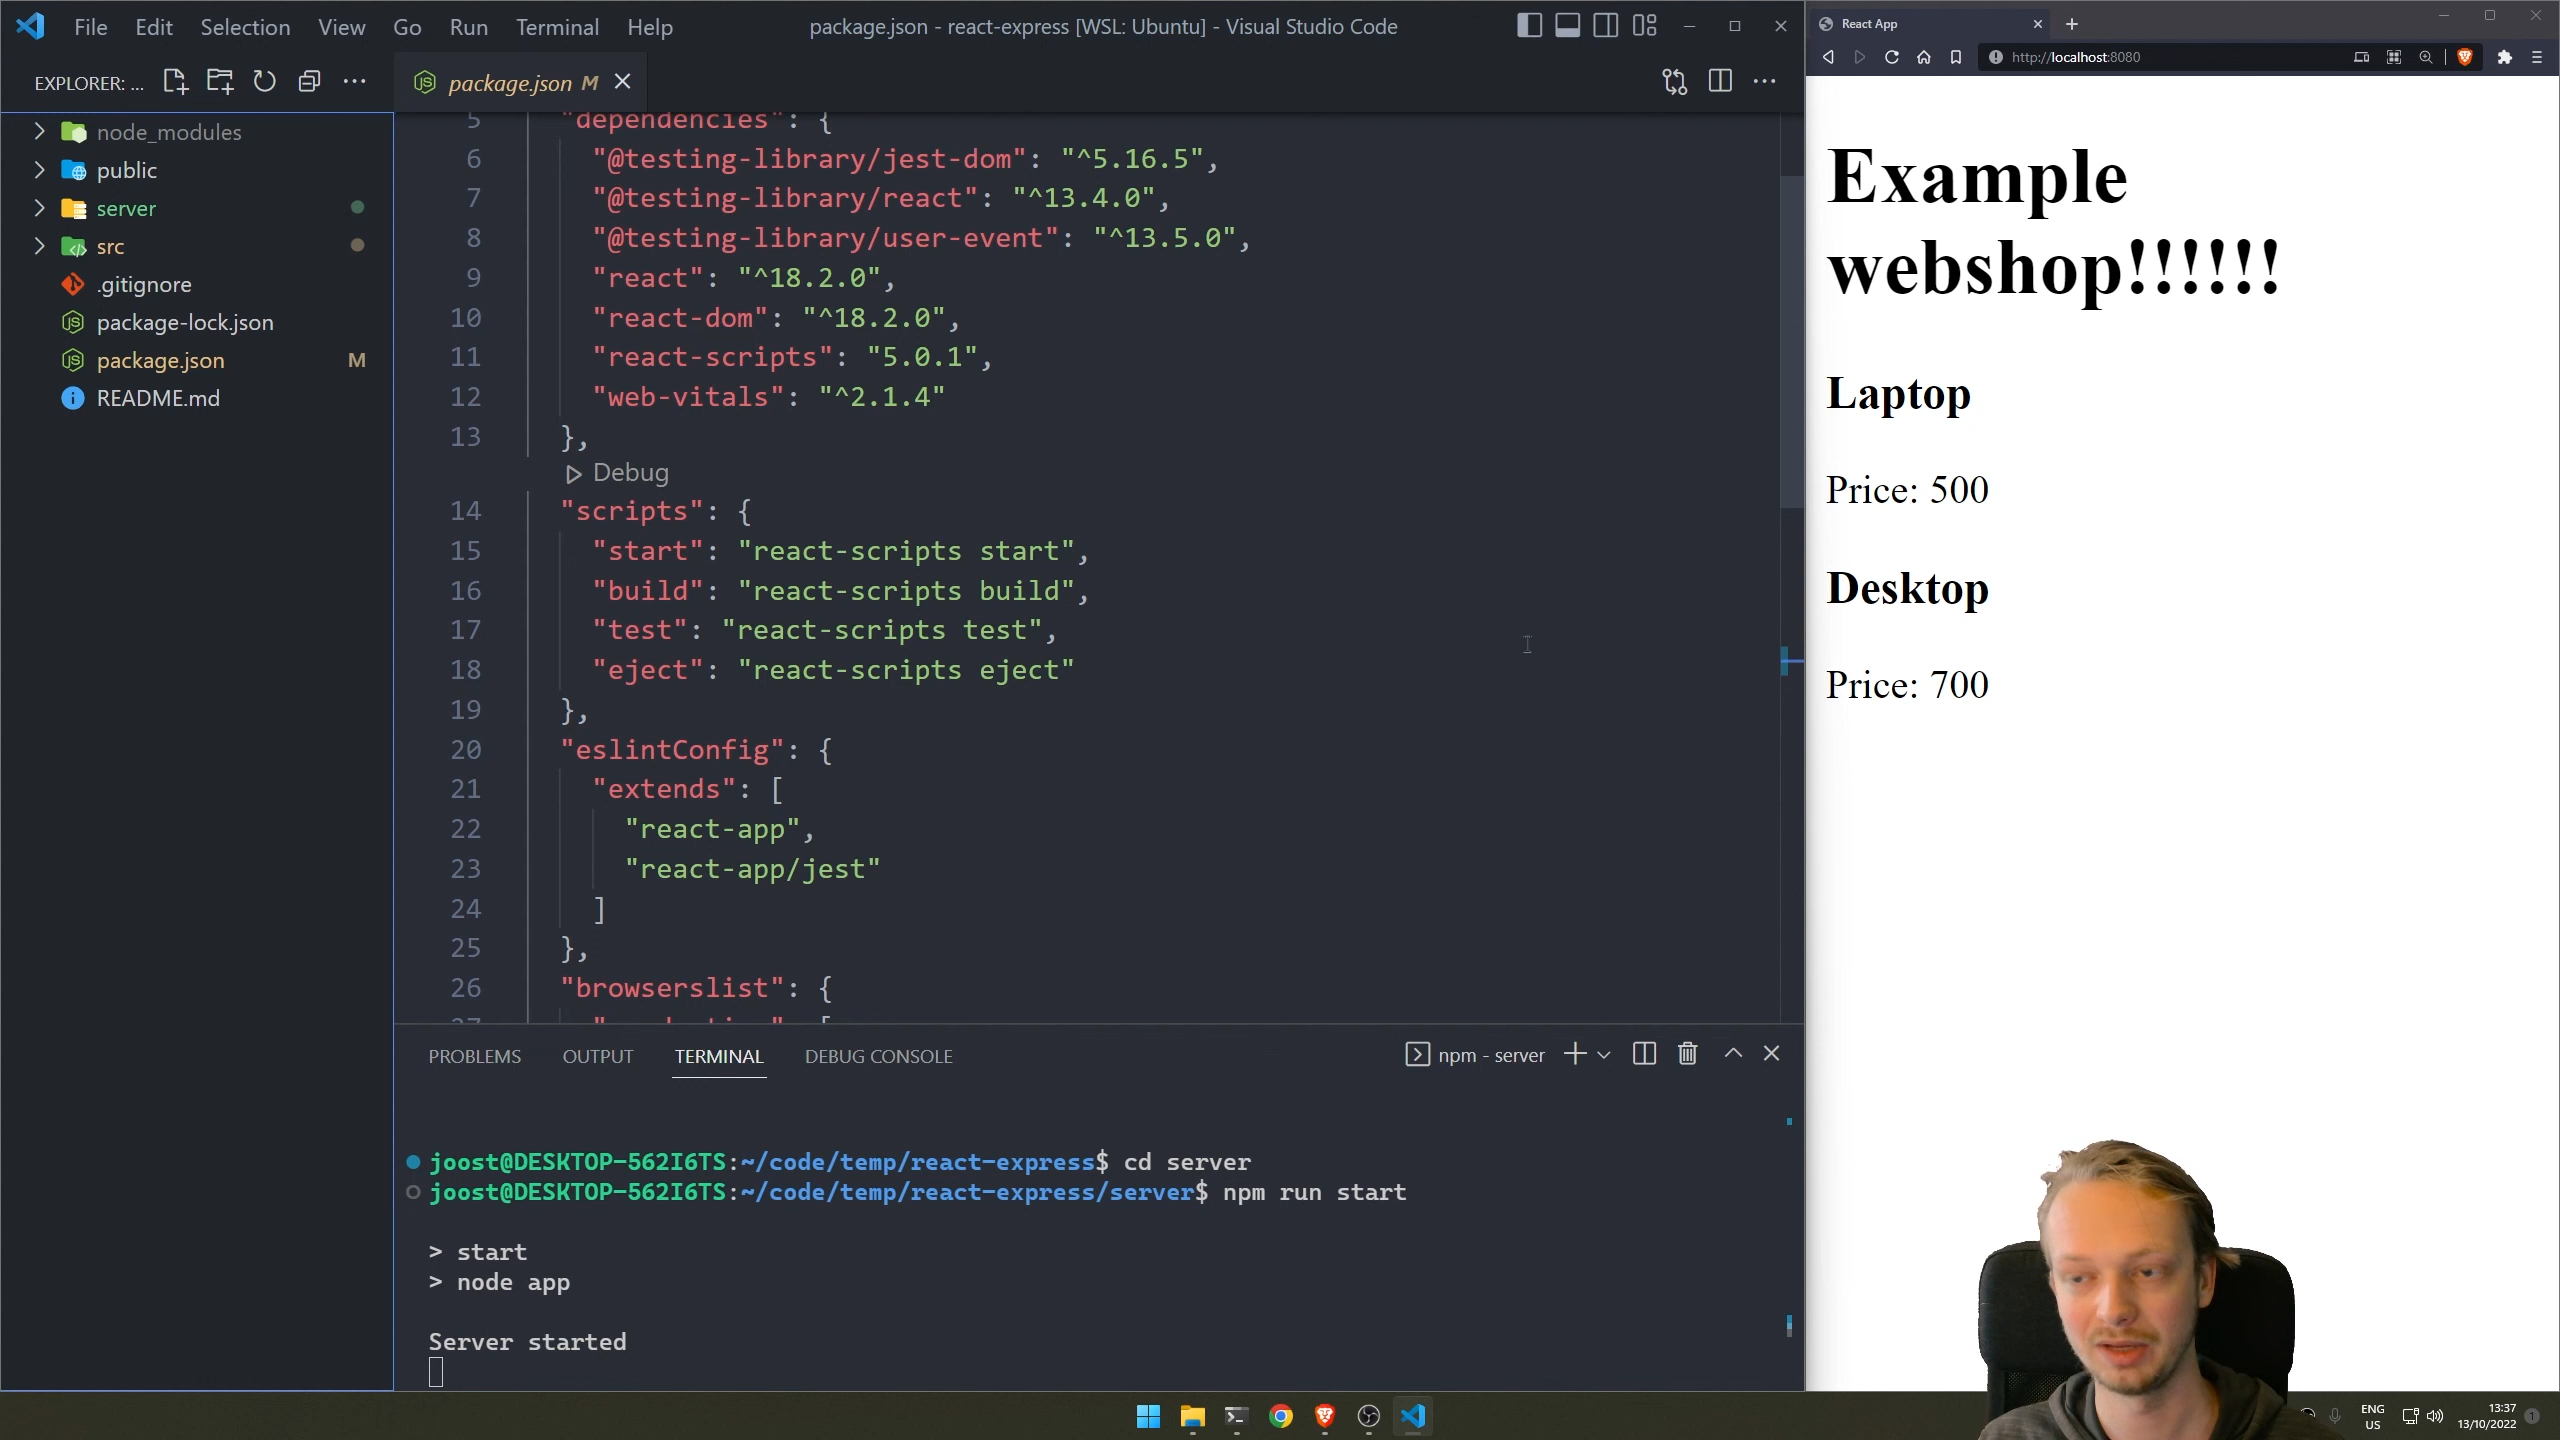 File Edit Selection View Go Run Terminal Help
package.json - react-express [WSL: Ubuntu] - Visual Studio Code
EXPLORER: ...
node_modules
public
server
src
.gitignore
package-lock.json
package.json M
README.md
package.json M
5 "dependencies": {
6 "@testing-library/jest-dom": "^5.16.5",
7 "@testing-library/react": "^13.4.0",
8 "@testing-library/user-event": "^13.5.0",
9 "react": "^18.2.0",
10 "react-dom": "^18.2.0",
11 "react-scripts": "5.0.1",
12 "web-vitals": "^2.1.4"
13 },
Debug
14 "scripts": {
15 "start": "react-scripts start",
16 "build": "react-scripts build",
17 "test": "react-scripts test",
18 "eject": "react-scripts eject"
19 },
20 "eslintConfig": {
21 "extends": [
22 "react-app",
23 "react-app/jest"
24 ]
25 },
26 "browserslist": {
PROBLEMS OUTPUT TERMINAL DEBUG CONSOLE
npm - server
joost@DESKTOP-562I6TS:~/code/temp/react-express$ cd server
joost@DESKTOP-562I6TS:~/code/temp/react-express/server$ npm run start
> start
> node app
Server started
React App
http://localhost:8080
Example
webshop!!!!!!
Laptop
Price: 500
Desktop
Price: 700
ENG
US
13:37
13/10/2022
1